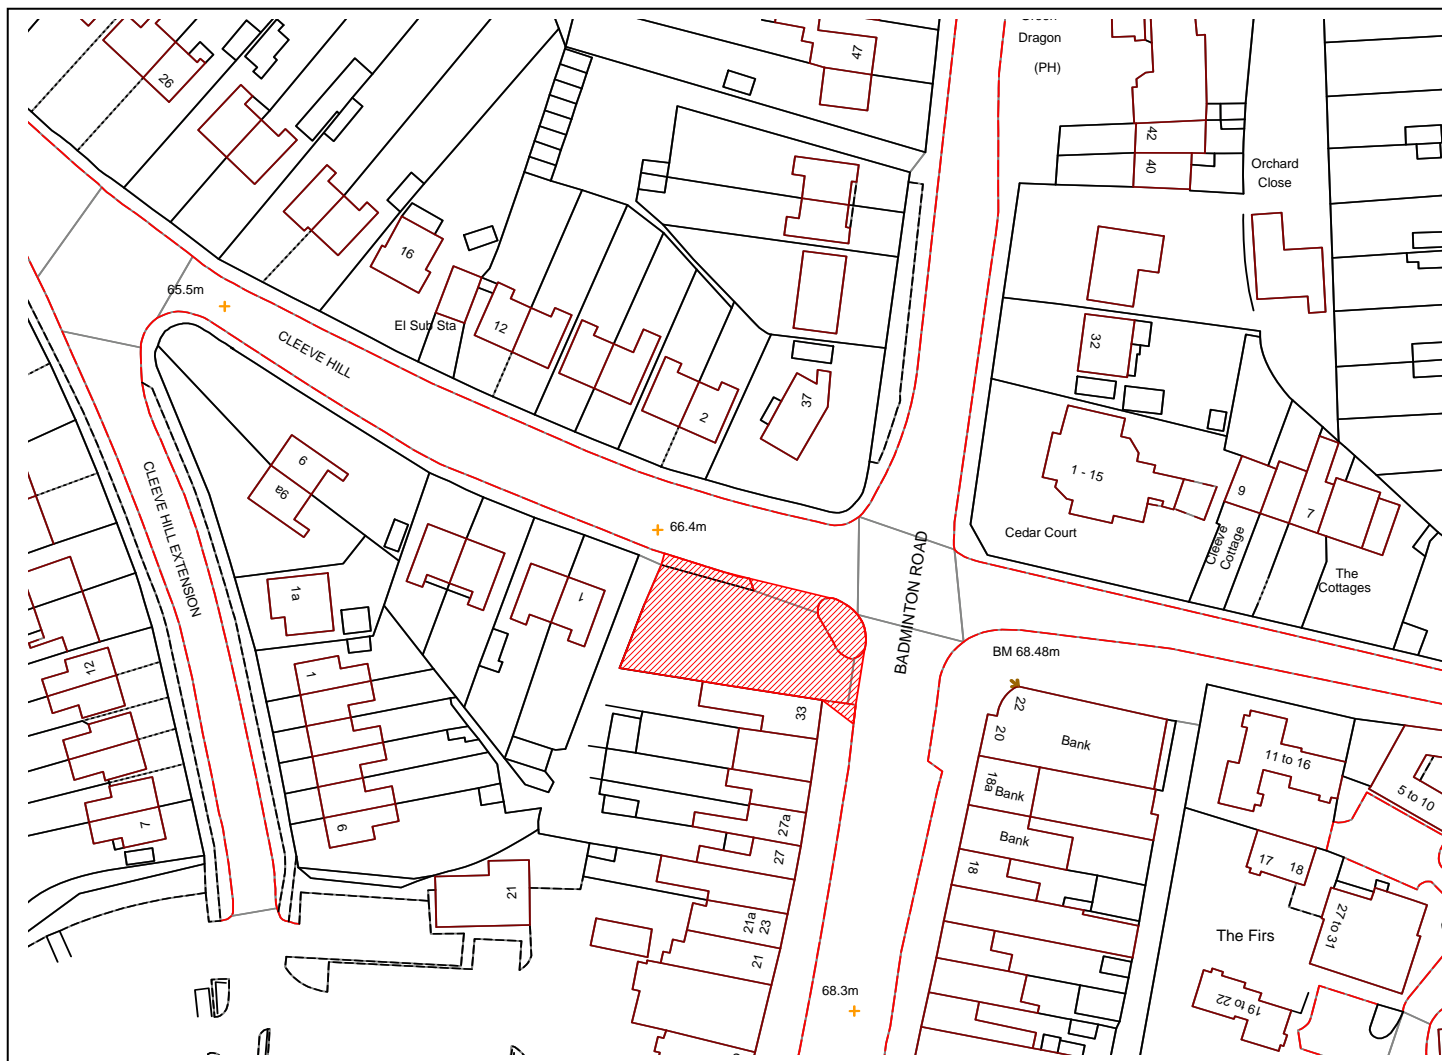 Dragon
(PH)
47
26
42
40
Orchard
Close
16
65.5m
El Sub Sta
12
CLEEVE HILL
32
2
37
9
9a
1 - 15
9
7
66.4m
Cedar Court
Cleeve
Cottage
The
Cottages
CLEEVE HILL EXTENSION
BADMINTON ROAD
1a
1
12
1
BM 68.48m
33
22
20
Bank
11 to 16
18a
Bank
5 to 10
27a
Bank
7
6
27
18
17
18
21
21a
23
27 to 31
The Firs
21
68.3m
19 to 22